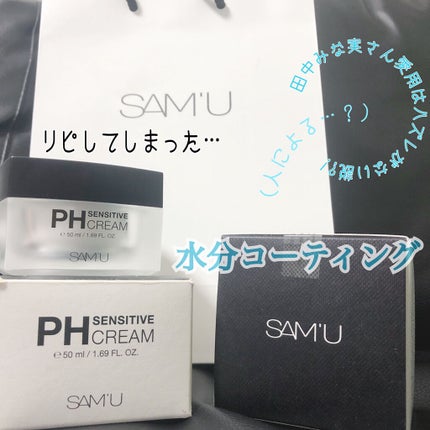 田中みな実さん愛用はハズレがない説?!
(人による…?)
SAM'U
リピしてしまった…
PH SENSITIVE CREAM
℮ 50 ml / 1.69 FL. OZ.
SAM'U
水分コーティング
PH SENSITIVE CREAM
℮ 50 ml / 1.69 FL. OZ.
SAM'U
SAM'U